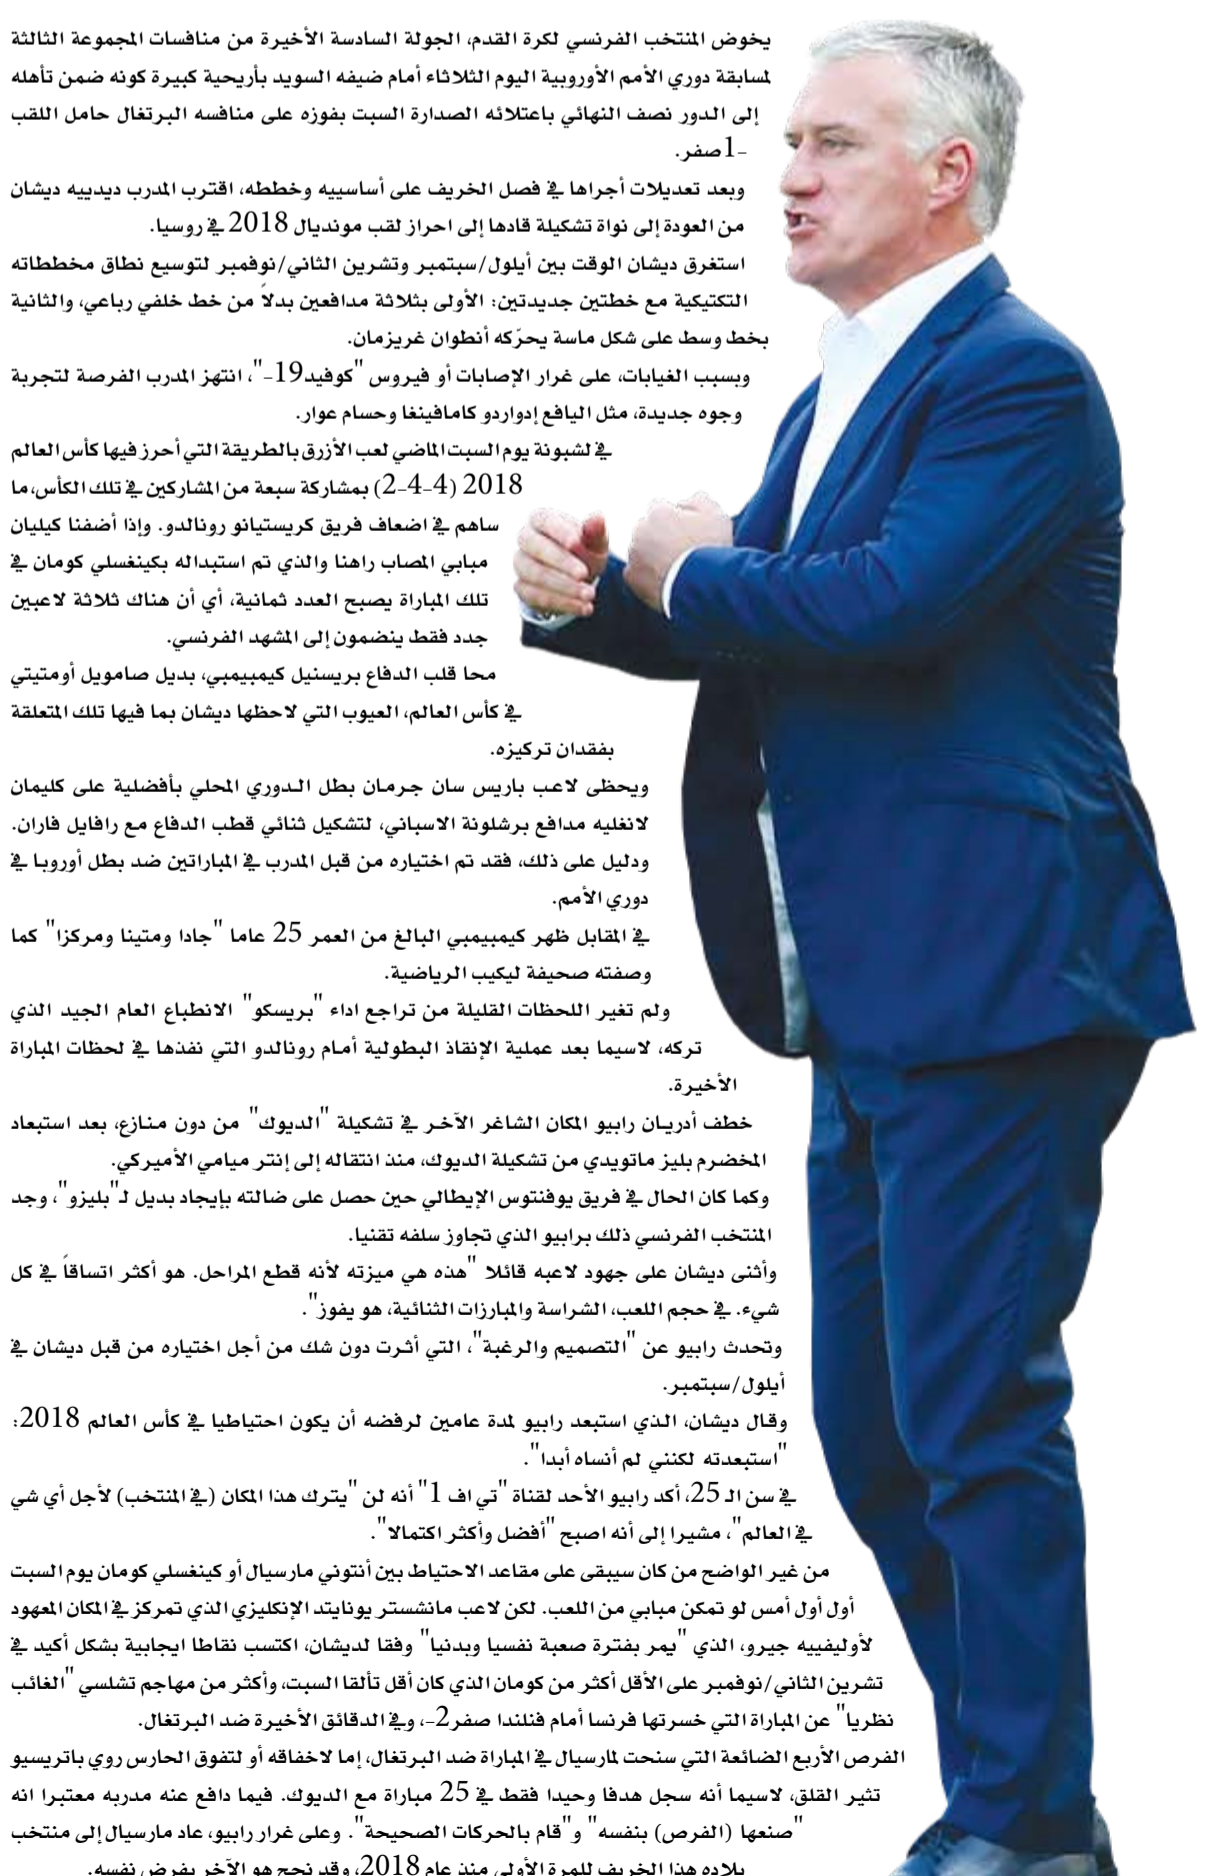 يخوض المنتخب الفرنسي لكرة القدم، الجولة السادسة الأخيرة من منافسات المجموعة الثالثة
لمسابقة دوري الأمم الأوروبية اليوم الثلاثاء أمام ضيفه السويد بأريحية كبيرة كونه ضمن تأهله
إلى الدور نصف النهائي باعتلائه الصدارة السبت بفوزه على منافسه البرتغال حامل اللقب
-1صفر.
وبعد تعديلات أجراها في فصل الخريف على أساسييه وخططه، اقترب المدرب ديدييه ديشان
من العودة إلى نواة تشكيلة قادها إلى احراز لقب مونديال 2018 في روسيا.
استغرق ديشان الوقت بين أيلول/سبتمبر وتشرين الثاني/نوفمبر لتوسيع نطاق مخططاته
التكتيكية مع خطتين جديدتين: الأولى بثلاثة مدافعين بدلاً من خط خلفي رباعي، والثانية
بخط وسط على شكل ماسة يحرّكه أنطوان غريزمان.
وبسبب الغيابات، على غرار الإصابات أو فيروس "كوفيد19-"، انتهز المدرب الفرصة لتجربة
وجوه جديدة، مثل اليافع إدواردو كامافينغا وحسام عوار.
في لشبونة يوم السبت الماضي لعب الأزرق بالطريقة التي أحرز فيها كأس العالم
2018 (4-4-2) بمشاركة سبعة من المشاركين في تلك الكأس، ما
ساهم في اضعاف فريق كريستيانو رونالدو. وإذا أضفنا كيليان
مبابي المصاب راهنا والذي تم استبداله بكينغسلي كومان في
تلك المباراة يصبح العدد ثمانية، أي أن هناك ثلاثة لاعبين
جدد فقط ينضمون إلى المشهد الفرنسي.
محا قلب الدفاع بريسنيل كيمبيمبي، بديل صامويل أومتيتي
في كأس العالم، العيوب التي لاحظها ديشان بما فيها تلك المتعلقة
بفقدان تركيزه.
ويحظى لاعب باريس سان جرمان بطل الدوري المحلي بأفضلية على كليمان
لانغليه مدافع برشلونة الاسباني، لتشكيل ثنائي قطب الدفاع مع رافايل فاران.
ودليل على ذلك، فقد تم اختياره من قبل المدرب في المباراتين ضد بطل أوروبا في
دوري الأمم.
في المقابل ظهر كيمبيمبي البالغ من العمر 25 عاما "جادا ومتينا ومركزا" كما
وصفته صحيفة ليكيب الرياضية.
ولم تغير اللحظات القليلة من تراجع اداء "بريسكو" الانطباع العام الجيد الذي
تركه، لاسيما بعد عملية الإنقاذ البطولية أمام رونالدو التي نفذها في لحظات المباراة
الأخيرة.
خطف أدريان رابيو المكان الشاغر الآخر في تشكيلة "الديوك" من دون منازع، بعد استبعاد
المخضرم بليز ماتويدي من تشكيلة الديوك، منذ انتقاله إلى إنتر ميامي الأميركي.
وكما كان الحال في فريق يوفنتوس الإيطالي حين حصل على ضالته بإيجاد بديل لـ"بليزو"، وجد
المنتخب الفرنسي ذلك برابيو الذي تجاوز سلفه تقنيا.
وأثنى ديشان على جهود لاعبه قائلا "هذه هي ميزته لأنه قطع المراحل. هو أكثر اتساقاً في كل
شيء. في حجم اللعب، الشراسة والمبارزات الثنائية، هو يفوز".
وتحدث رابيو عن "التصميم والرغبة"، التي أثرت دون شك من أجل اختياره من قبل ديشان في
أيلول/سبتمبر.
وقال ديشان، الذي استبعد رابيو لمدة عامين لرفضه أن يكون احتياطيا في كأس العالم 2018:
"استبعدته لكنني لم أنساه أبدا".
في سن الـ 25، أكد رابيو الأحد لقناة "تي اف 1" أنه لن "يترك هذا المكان (في المنتخب) لأجل أي شي
في العالم"، مشيرا إلى أنه اصبح "أفضل وأكثر اكتمالا".
من غير الواضح من كان سيبقى على مقاعد الاحتياط بين أنتوني مارسيال أو كينغسلي كومان يوم السبت
أول أول أمس لو تمكن مبابي من اللعب. لكن لاعب مانشستر يونايتد الإنكليزي الذي تمركز في المكان المعهود
لأوليفييه جيرو، الذي "يمر بفترة صعبة نفسيا وبدنيا" وفقا لديشان، اكتسب نقاطا ايجابية بشكل أكيد في
تشرين الثاني/نوفمبر على الأقل أكثر من كومان الذي كان أقل تألقا السبت، وأكثر من مهاجم تشلسي "الغائب
نظريا" عن المباراة التي خسرتها فرنسا أمام فنلندا صفر2-، وفي الدقائق الأخيرة ضد البرتغال.
الفرص الأربع الضائعة التي سنحت لمارسيال في المباراة ضد البرتغال، إما لاخفاقه أو لتفوق الحارس روي باتريسيو
تثير القلق، لاسيما أنه سجل هدفا وحيدا فقط في 25 مباراة مع الديوك. فيما دافع عنه مدربه معتبرا انه
"صنعها (الفرص) بنفسه" و"قام بالحركات الصحيحة". وعلى غرار رابيو، عاد مارسيال إلى منتخب
بلاده هذا الخريف للمرة الأولى منذ عام 2018، وقد نجح هو الآخر بفرض نفسه.